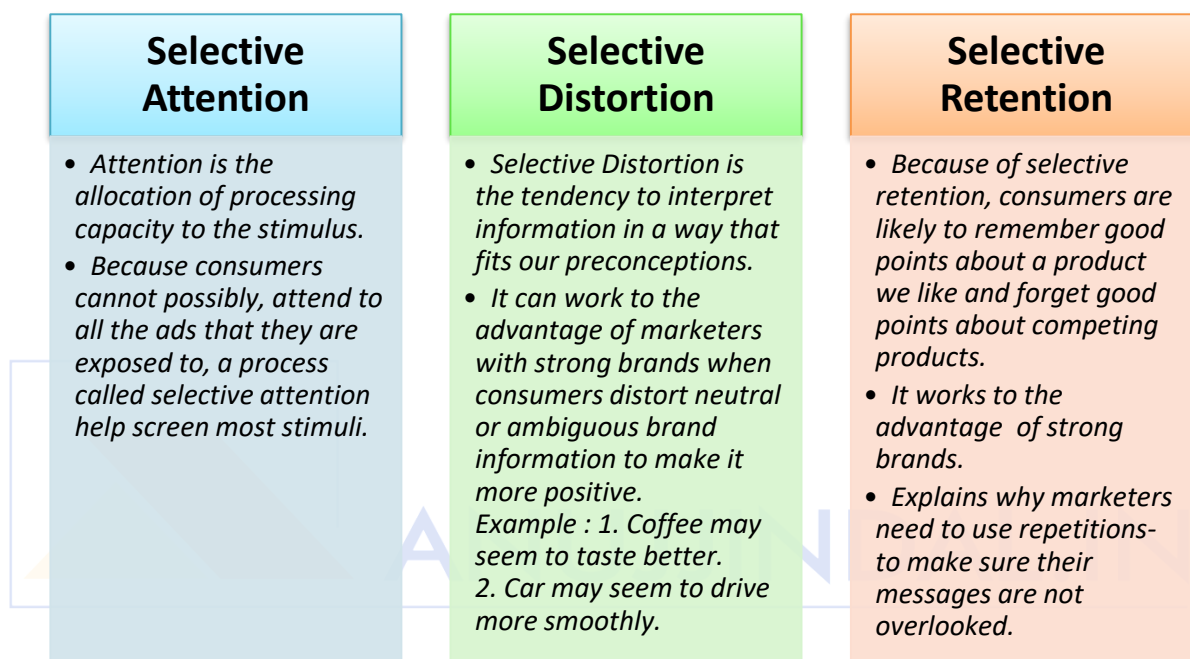 Selective
Attention
• Attention is the
allocation of processing
capacity to the stimulus.
• Because consumers
cannot possibly, attend to
all the ads that they are
exposed to, a process
called selective attention
help screen most stimuli.
Selective
Distortion
• Selective Distortion is
the tendency to interpret
information in a way that
fits our preconceptions.
• It can work to the
advantage of marketers
with strong brands when
consumers distort neutral
or ambiguous brand
information to make it
more positive.
Example : 1. Coffee may
seem to taste better.
2. Car may seem to drive
more smoothly.
Selective
Retention
• Because of selective
retention, consumers are
likely to remember good
points about a product
we like and forget good
points about competing
products.
• It works to the
advantage of strong
brands.
• Explains why marketers
need to use repetitions-
to make sure their
messages are not
overlooked.